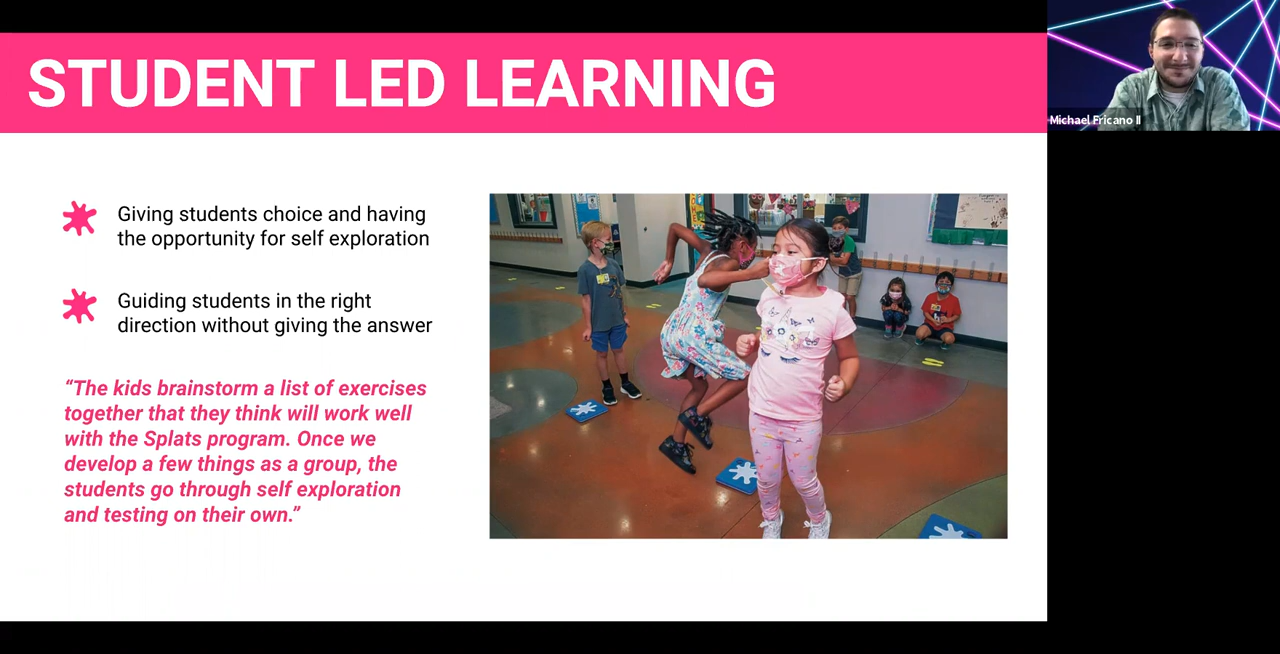 STUDENT LED LEARNING
Michael Fricano II
Giving students choice and having
the opportunity for self exploration
Guiding students in the right
direction without giving the answer
“The kids brainstorm a list of exercises
together that they think will work well
with the Splats program. Once we
develop a few things as a group, the
students go through self exploration
and testing on their own.”